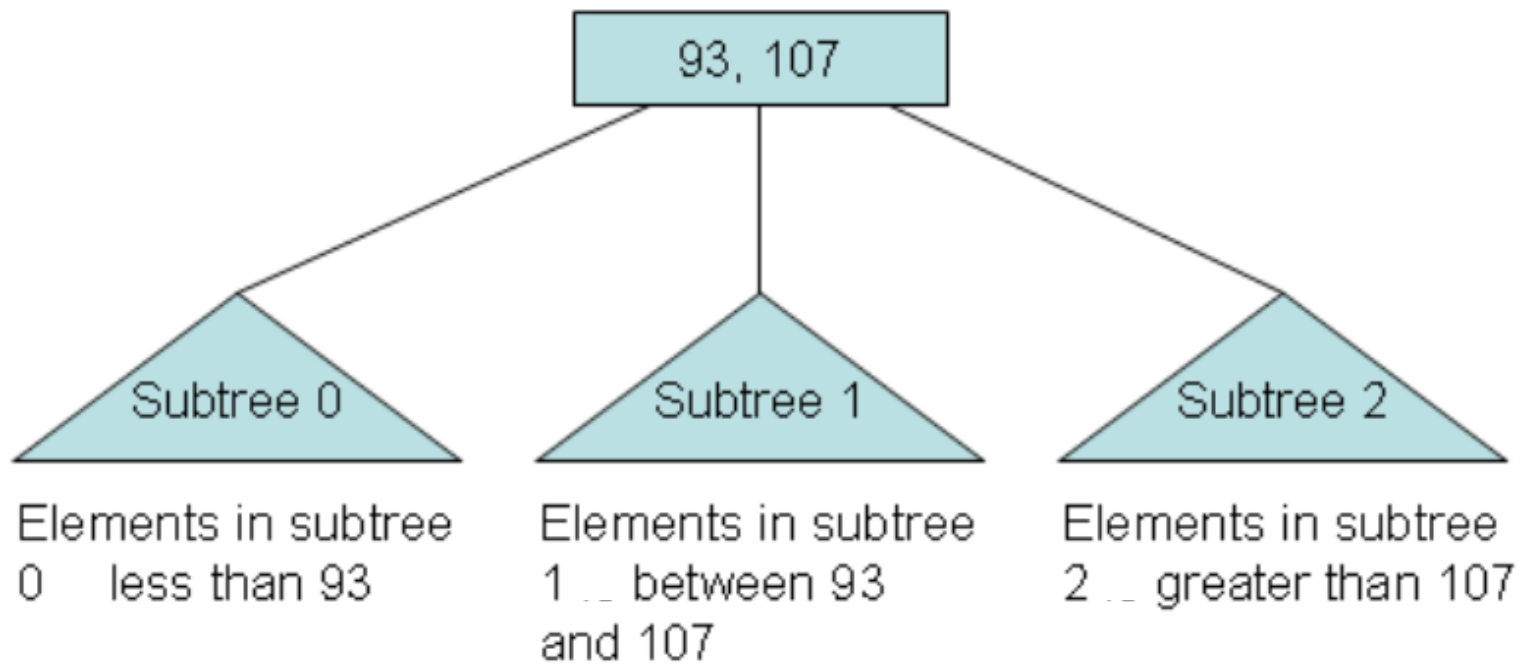 93, 107
Subtree 0
Subtree 1
Subtree 2
Elements in subtree
0 less than 93
Elements in subtree
1 between 93
and 107
Elements in subtree
2 greater than 107